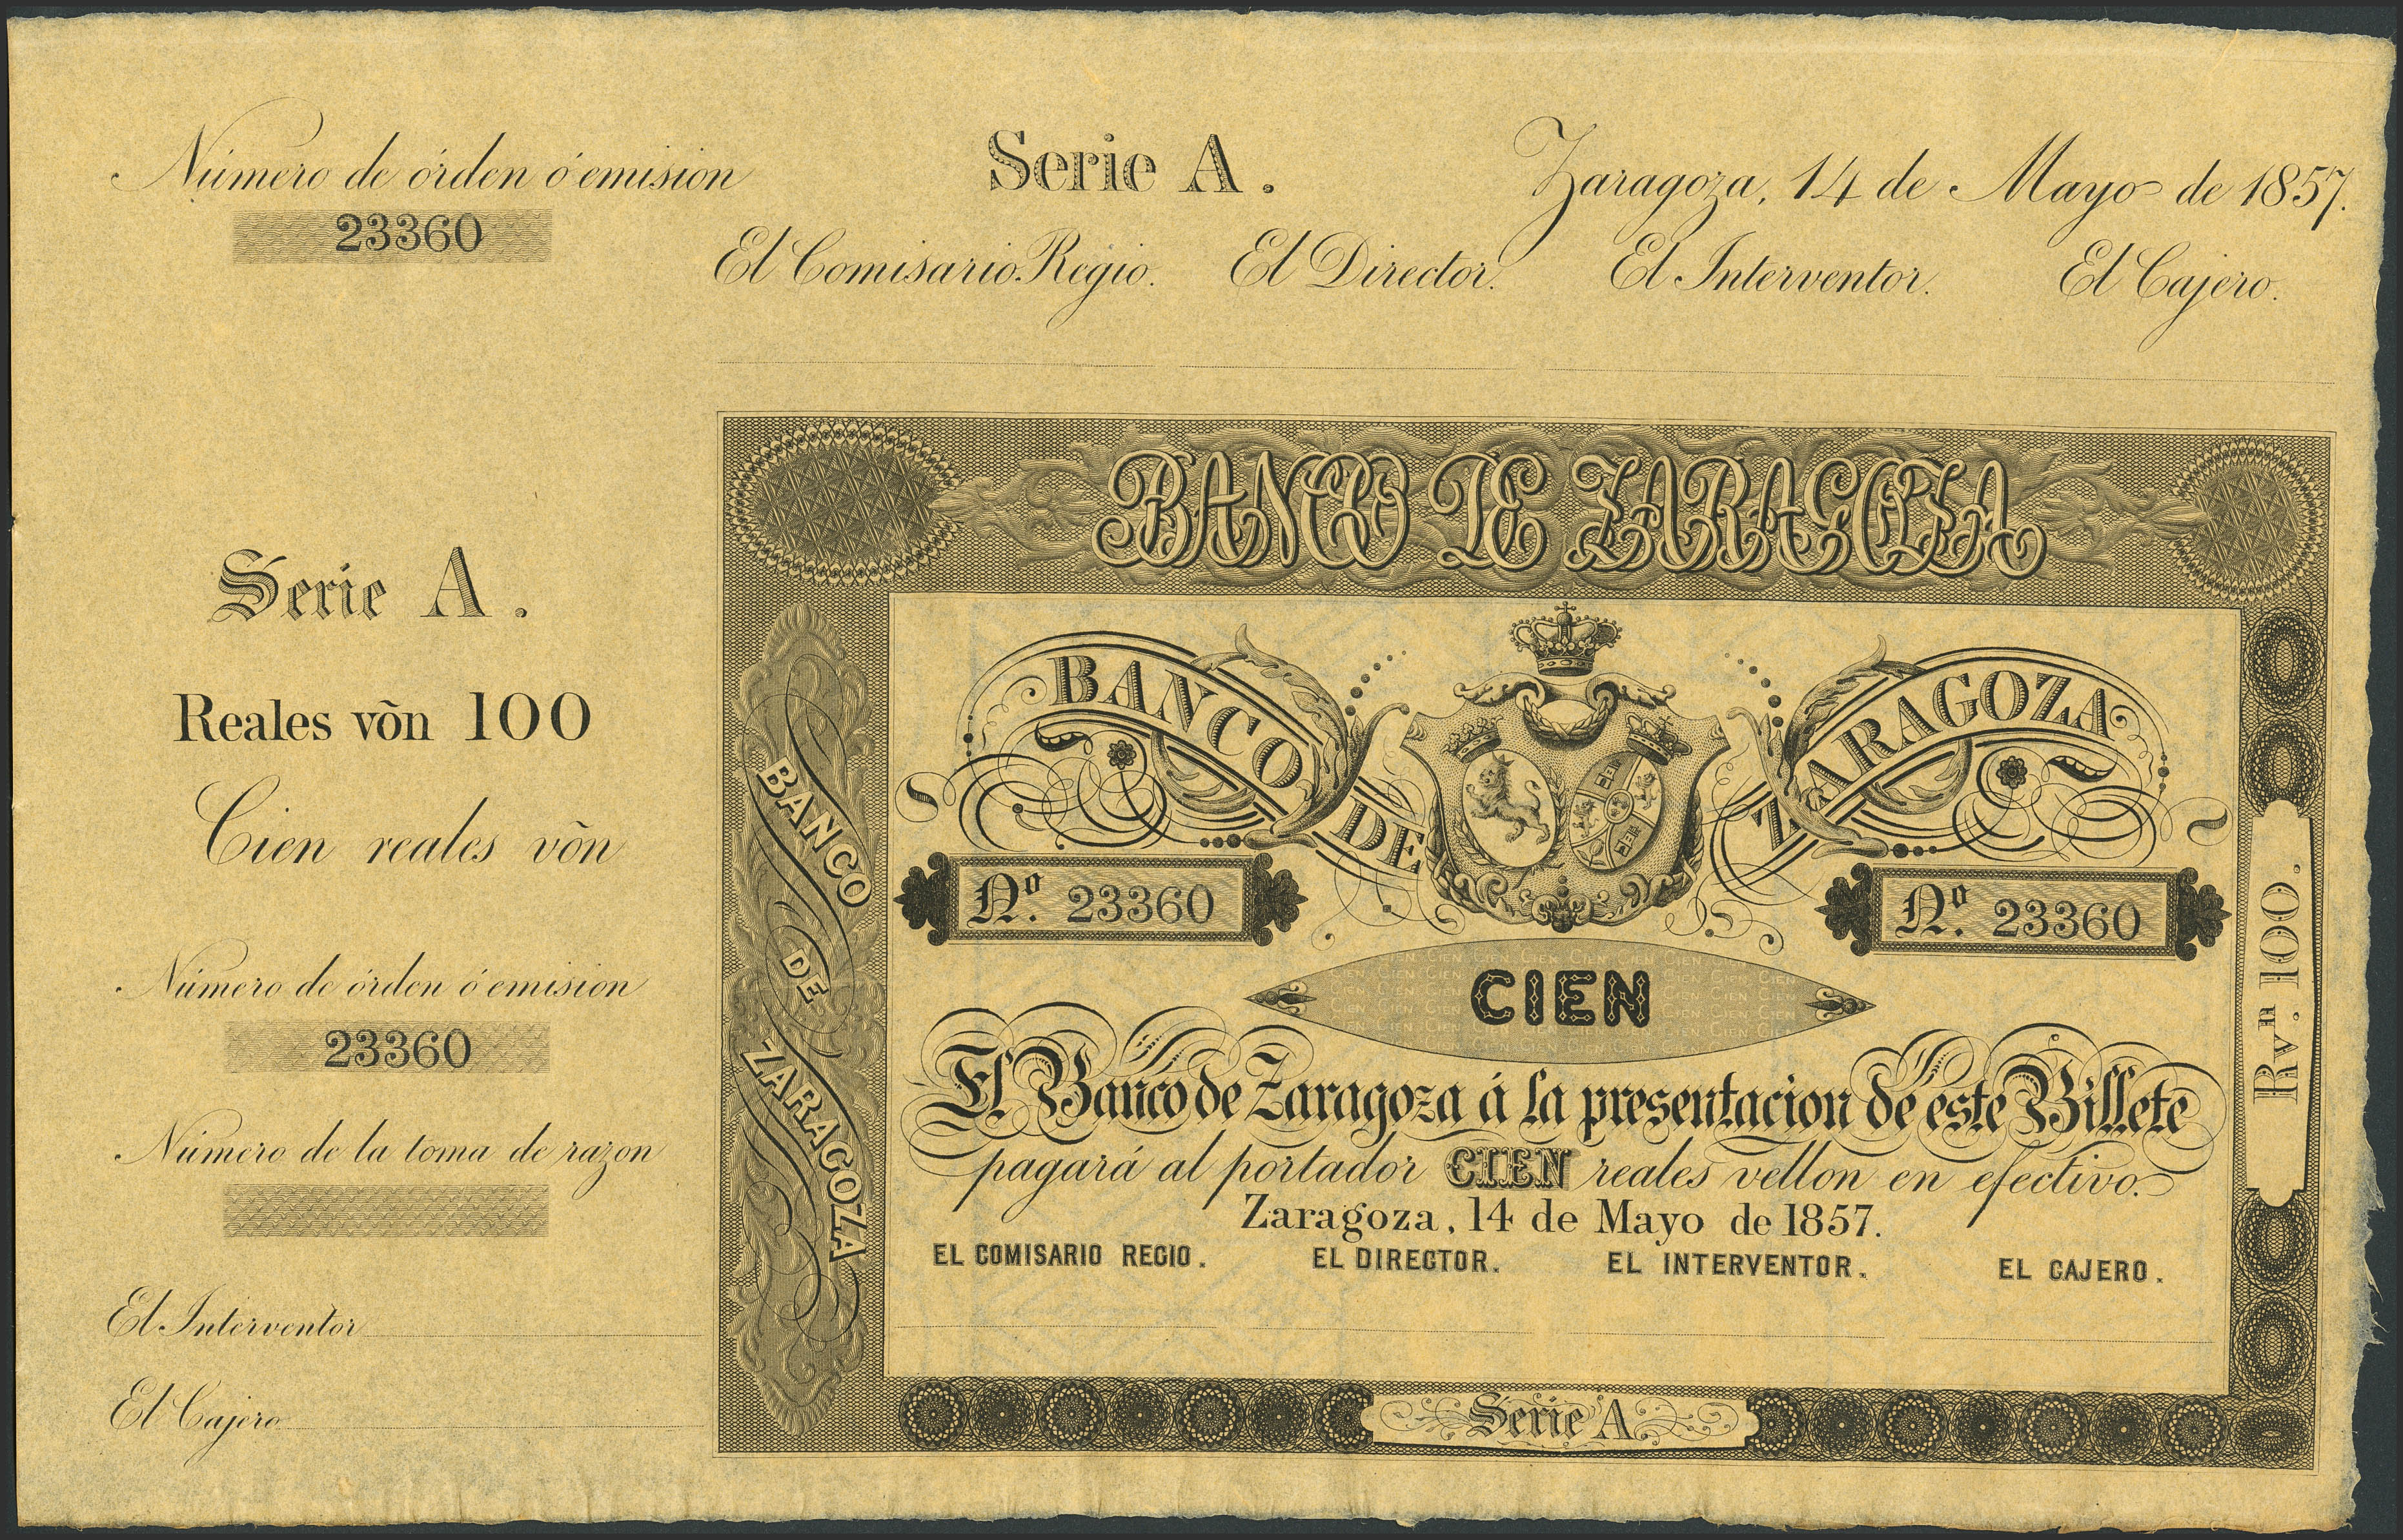 Número de órden ó emision
23360
Serie A.
Zaragoza, 14 de Mayo de 1857.
El Comisario Regio. El Director. El Interventor. El Cajero.
Serie A.
Reales võn 100
Cien reales võn
Número de órden ó emision
23360
Número de la toma de razon
El Interventor
El Cajero
BANCO DE ZARAGOZA
BANCO DE ZARAGOZA
BANCO DE ZARAGOZA
Nº. 23360
Nº. 23360
CIEN
El Banco de Zaragoza á la presentacion de este Billete
pagará al portador CIEN reales vellon en efectivo.
Zaragoza, 14 de Mayo de 1857.
EL COMISARIO REGIO. EL DIRECTOR. EL INTERVENTOR. EL CAJERO.
Rvn. 100.
Serie A.